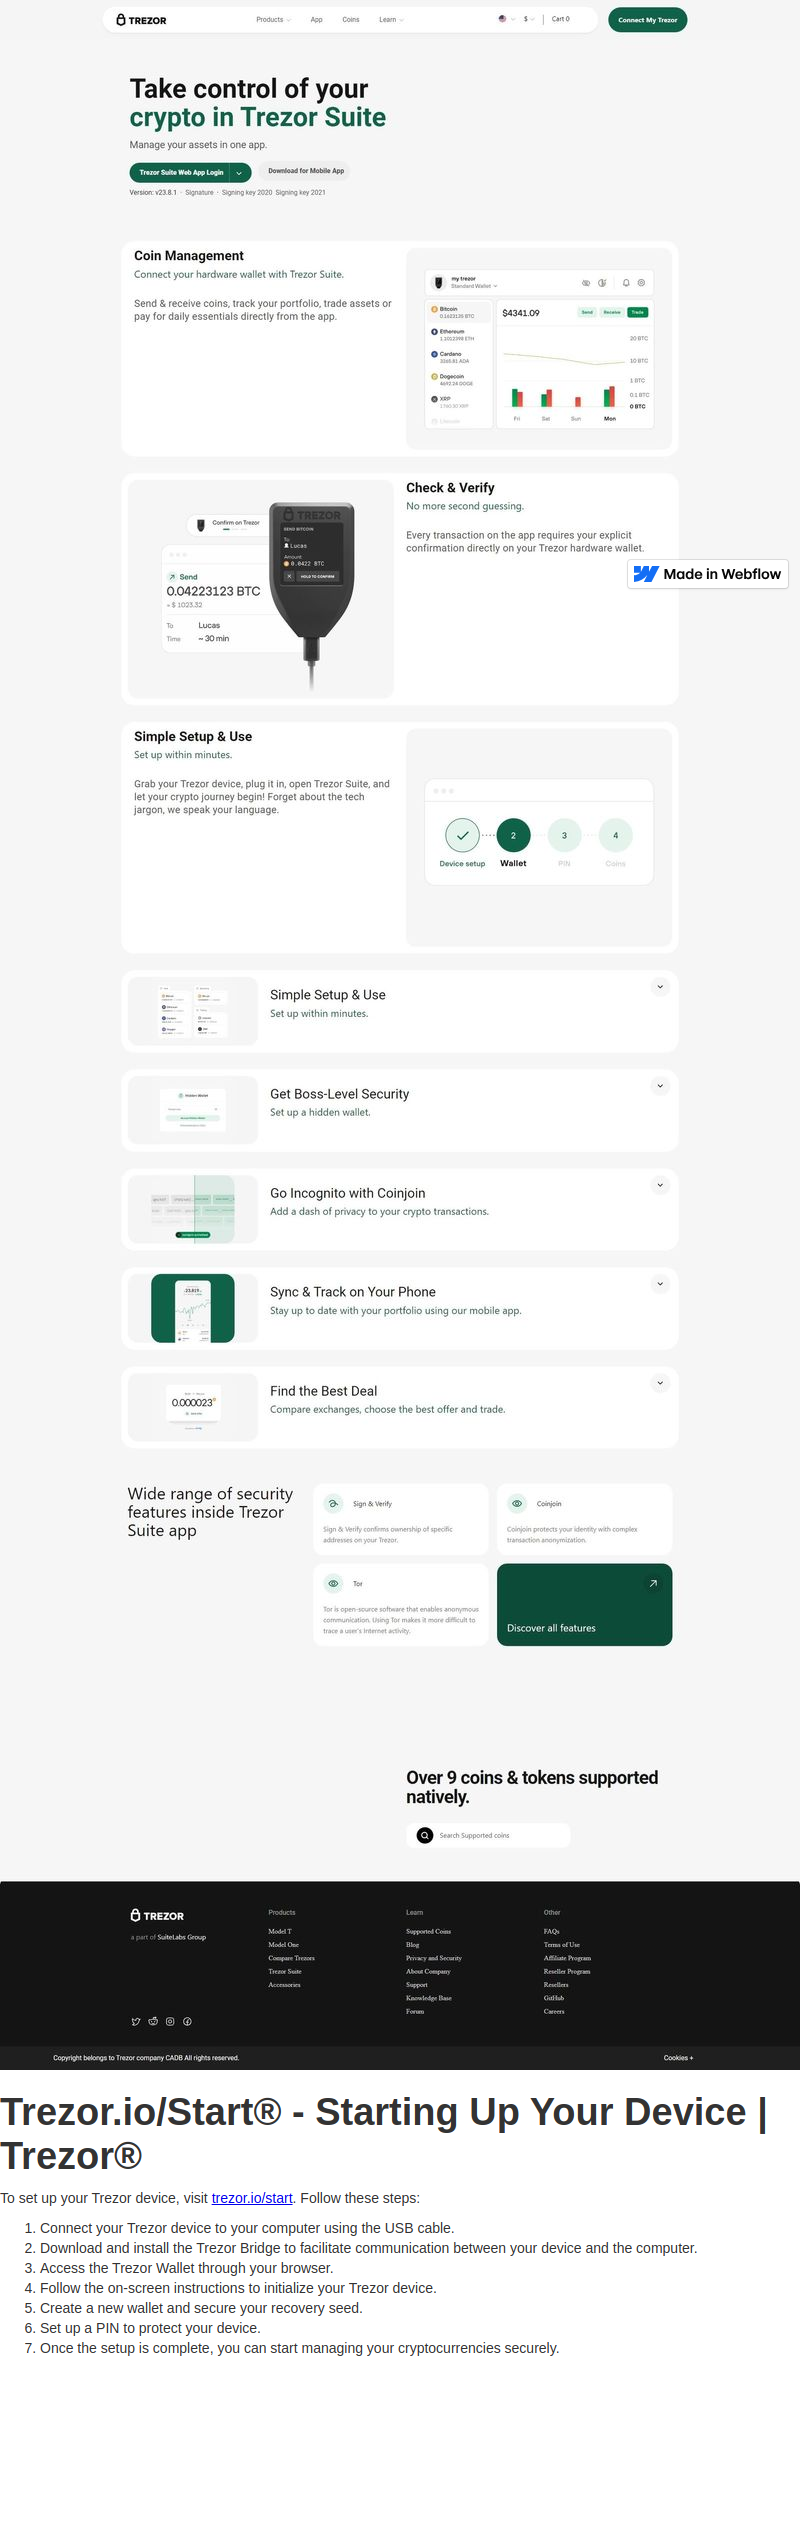 TREZOR
Products
App
Coins
Learn
$
Cart 0
Connect My Trezor
Take control of your
crypto in Trezor Suite
Manage your assets in one app.
Trezor Suite Web App Login
Download for Mobile App
Version: v23.8.1 · Signature · Signing key 2020 Signing key 2021
Coin Management
Connect your hardware wallet with Trezor Suite.
Send & receive coins, track your portfolio, trade assets or
pay for daily essentials directly from the app.
my trezor
Standard Wallet
Bitcoin
0.1623135 BTC
Ethereum
1.1012398 ETH
Cardano
3265.81 ADA
Dogecoin
4692.24 DOGE
XRP
1760.30 XRP
Litecoin
$4341.09
Send
Receive
Trade
20 BTC
10 BTC
1 BTC
0.1 BTC
0 BTC
Fri
Sat
Sun
Mon
Confirm on Trezor
Send
0.04223123 BTC
≈ $ 1023.32
To
Lucas
Time
~ 30 min
TREZOR
SEND BITCOIN
To
Lucas
Amount
0.0422 BTC
HOLD TO CONFIRM
Check & Verify
No more second guessing.
Every transaction on the app requires your explicit
confirmation directly on your Trezor hardware wallet.
Made in Webflow
Simple Setup & Use
Set up within minutes.
Grab your Trezor device, plug it in, open Trezor Suite, and
let your crypto journey begin! Forget about the tech
jargon, we speak your language.
2
3
4
Device setup
Wallet
PIN
Coins
Simple Setup & Use
Set up within minutes.
Hidden Wallet
Get Boss-Level Security
Set up a hidden wallet.
Go Incognito with Coinjoin
Add a dash of privacy to your crypto transactions.
Sync & Track on Your Phone
Stay up to date with your portfolio using our mobile app.
0.000023
Find the Best Deal
Compare exchanges, choose the best offer and trade.
Wide range of security
features inside Trezor
Suite app
Sign & Verify
Sign & Verify confirms ownership of specific
addresses on your Trezor.
Coinjoin
Coinjoin protects your identity with complex
transaction anonymization.
Tor
Tor is open-source software that enables anonymous
communication. Using Tor makes it more difficult to
trace a user's Internet activity.
Discover all features
Over 9 coins & tokens supported
natively.
Search Supported coins
TREZOR
a part of SuiteLabs Group
Products
Model T
Model One
Compare Trezors
Trezor Suite
Accessories
Learn
Supported Coins
Blog
Privacy and Security
About Company
Support
Knowledge Base
Forum
Other
FAQs
Terms of Use
Affiliate Program
Reseller Program
Resellers
GitHub
Careers
Copyright belongs to Trezor company CADB All rights reserved.
Cookies +
Trezor.io/Start® - Starting Up Your Device |
Trezor®
To set up your Trezor device, visit trezor.io/start. Follow these steps:
1. Connect your Trezor device to your computer using the USB cable.
2. Download and install the Trezor Bridge to facilitate communication between your device and the computer.
3. Access the Trezor Wallet through your browser.
4. Follow the on-screen instructions to initialize your Trezor device.
5. Create a new wallet and secure your recovery seed.
6. Set up a PIN to protect your device.
7. Once the setup is complete, you can start managing your cryptocurrencies securely.